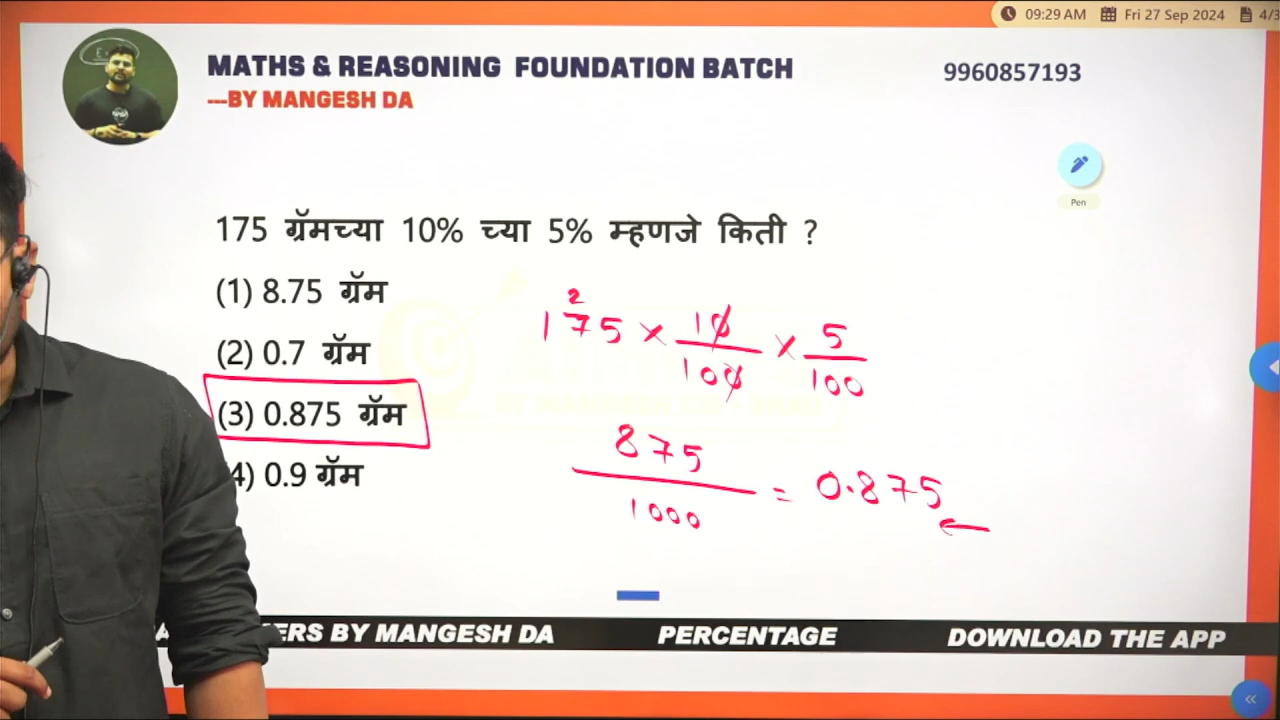 09:29 AM Fri 27 Sep 2024 4/3
MATHS & REASONING FOUNDATION BATCH
9960857193
---BY MANGESH DA
Pen
175 ग्रॅमच्या 10% च्या 5% म्हणजे किती ?
(1) 8.75 ग्रॅम
(2) 0.7 ग्रॅम
(3) 0.875 ग्रॅम
4) 0.9 ग्रॅम
2
175 × 10/100 × 5/100
875/1000 = 0.875
BY MANGESH DA
PERCENTAGE
DOWNLOAD THE APP